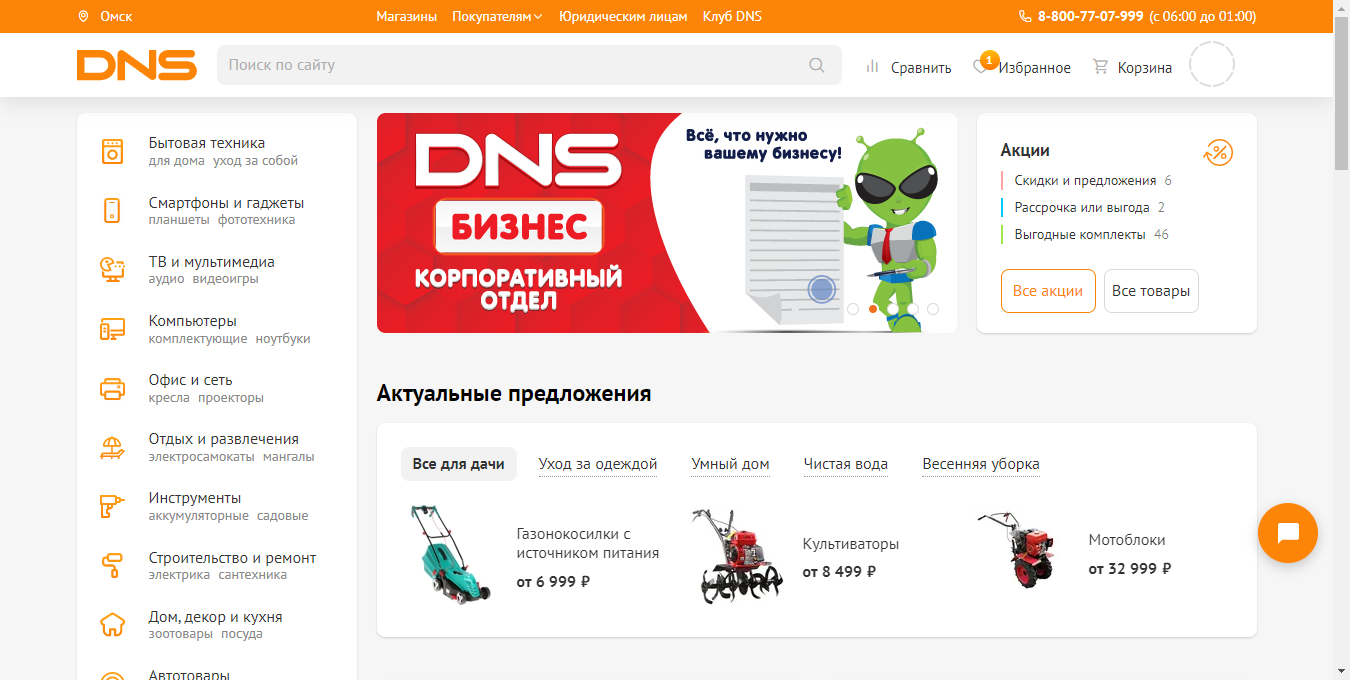 Омск
Магазины Покупателям Юридическим лицам Клуб DNS
8-800-77-07-999 (с 06:00 до 01:00)
DNS
Поиск по сайту
Сравнить
1
Избранное
Корзина
Бытовая техника
для дома уход за собой
Смартфоны и гаджеты
планшеты фототехника
ТВ и мультимедиа
аудио видеоигры
Компьютеры
комплектующие ноутбуки
Офис и сеть
кресла проекторы
Отдых и развлечения
электросамокаты мангалы
Инструменты
аккумуляторные садовые
Строительство и ремонт
электрика сантехника
Дом, декор и кухня
зоотовары посуда
Автотовары
DNS
БИЗНЕС
КОРПОРАТИВНЫЙ
ОТДЕЛ
Всё, что нужно
вашему бизнесу!
Акции
Скидки и предложения 6
Рассрочка или выгода 2
Выгодные комплекты 46
Все акции
Все товары
Актуальные предложения
Все для дачи Уход за одеждой Умный дом Чистая вода Весенняя уборка
Газонокосилки с
источником питания
от 6 999 ₽
Культиваторы
от 8 499 ₽
Мотоблоки
от 32 999 ₽